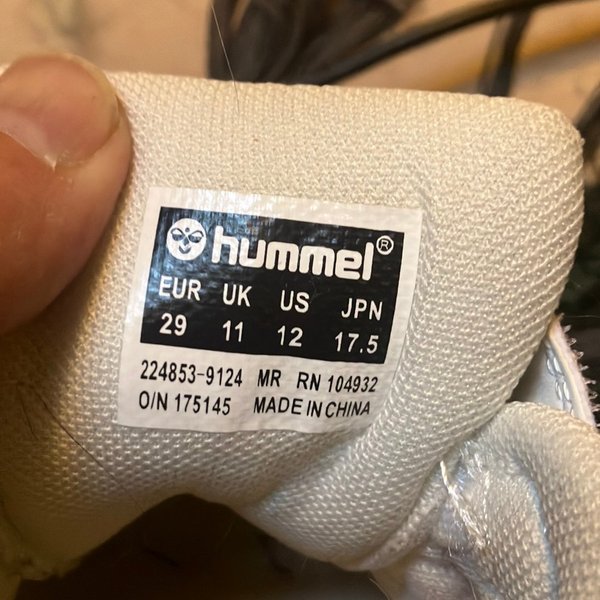 hummel®
EUR UK US JPN
29 11 12 17.5
224853-9124 MR RN 104932
O/N 175145 MADE IN CHINA